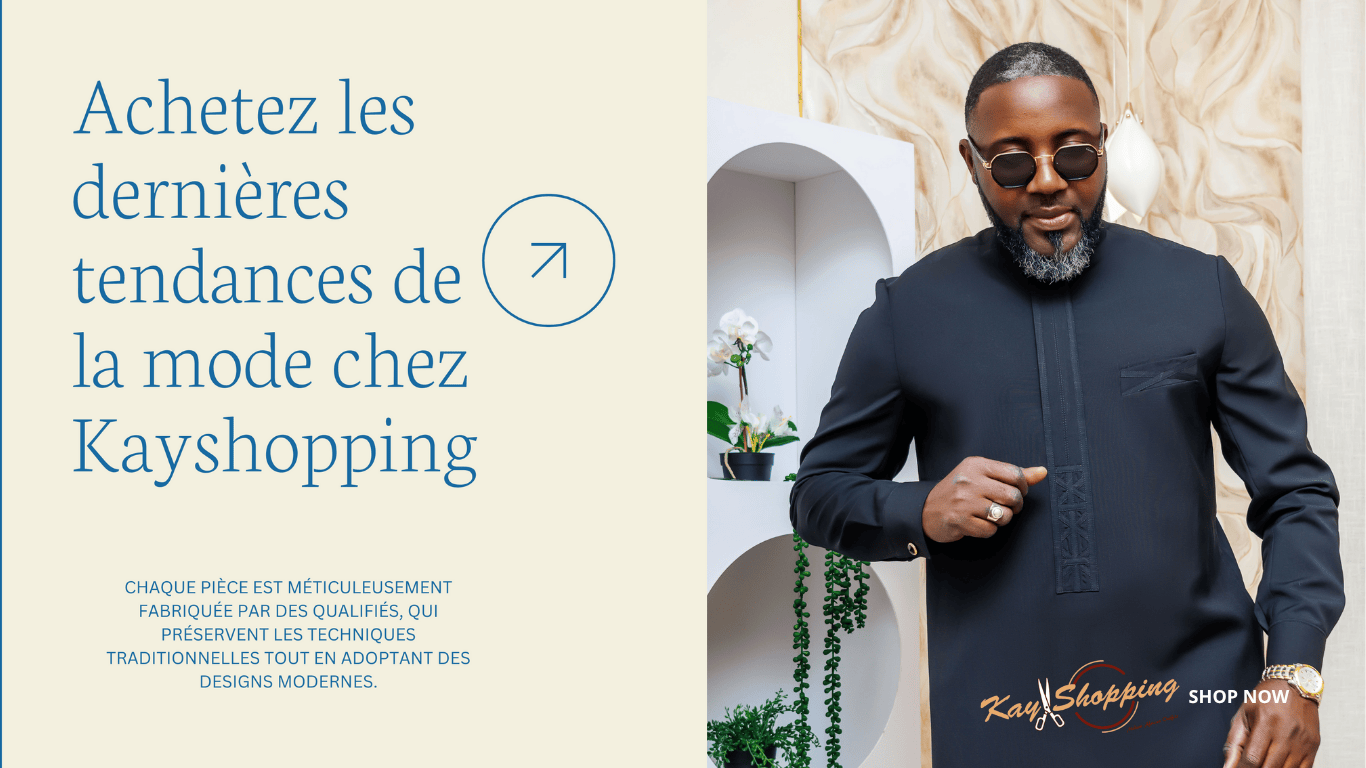 Achetez les
dernières
tendances de
la mode chez
Kayshopping
CHAQUE PIÈCE EST MÉTICULEUSEMENT
FABRIQUÉE PAR DES QUALIFIÉS, QUI
PRÉSERVENT LES TECHNIQUES
TRADITIONNELLES TOUT EN ADOPTANT DES
DESIGNS MODERNES.
Kay Shopping
SHOP NOW